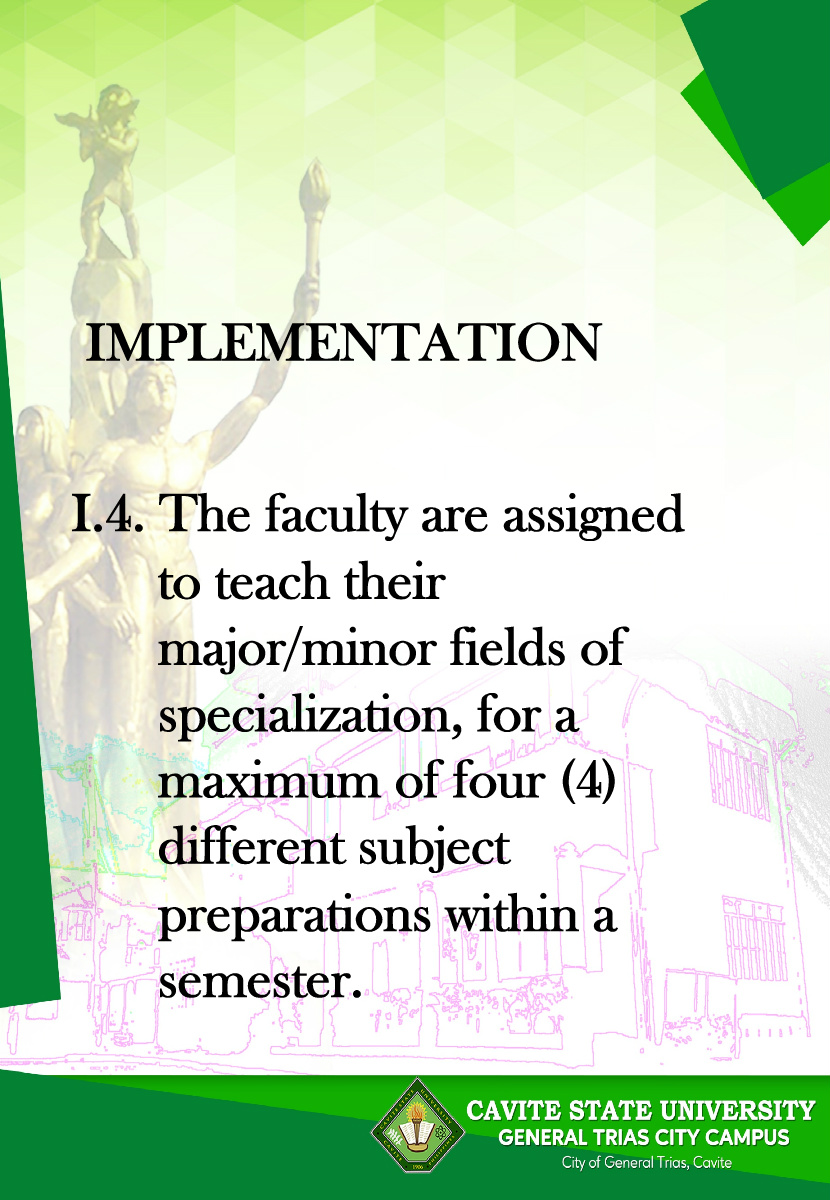 IMPLEMENTATION
I.4. The faculty are assigned
to teach their
major/minor fields of
specialization, for a
maximum of four (4)
different subject
preparations within a
semester.
CAVITE STATE UNIVERSITY
GENERAL TRIAS CITY CAMPUS
City of General Trias, Cavite
1906